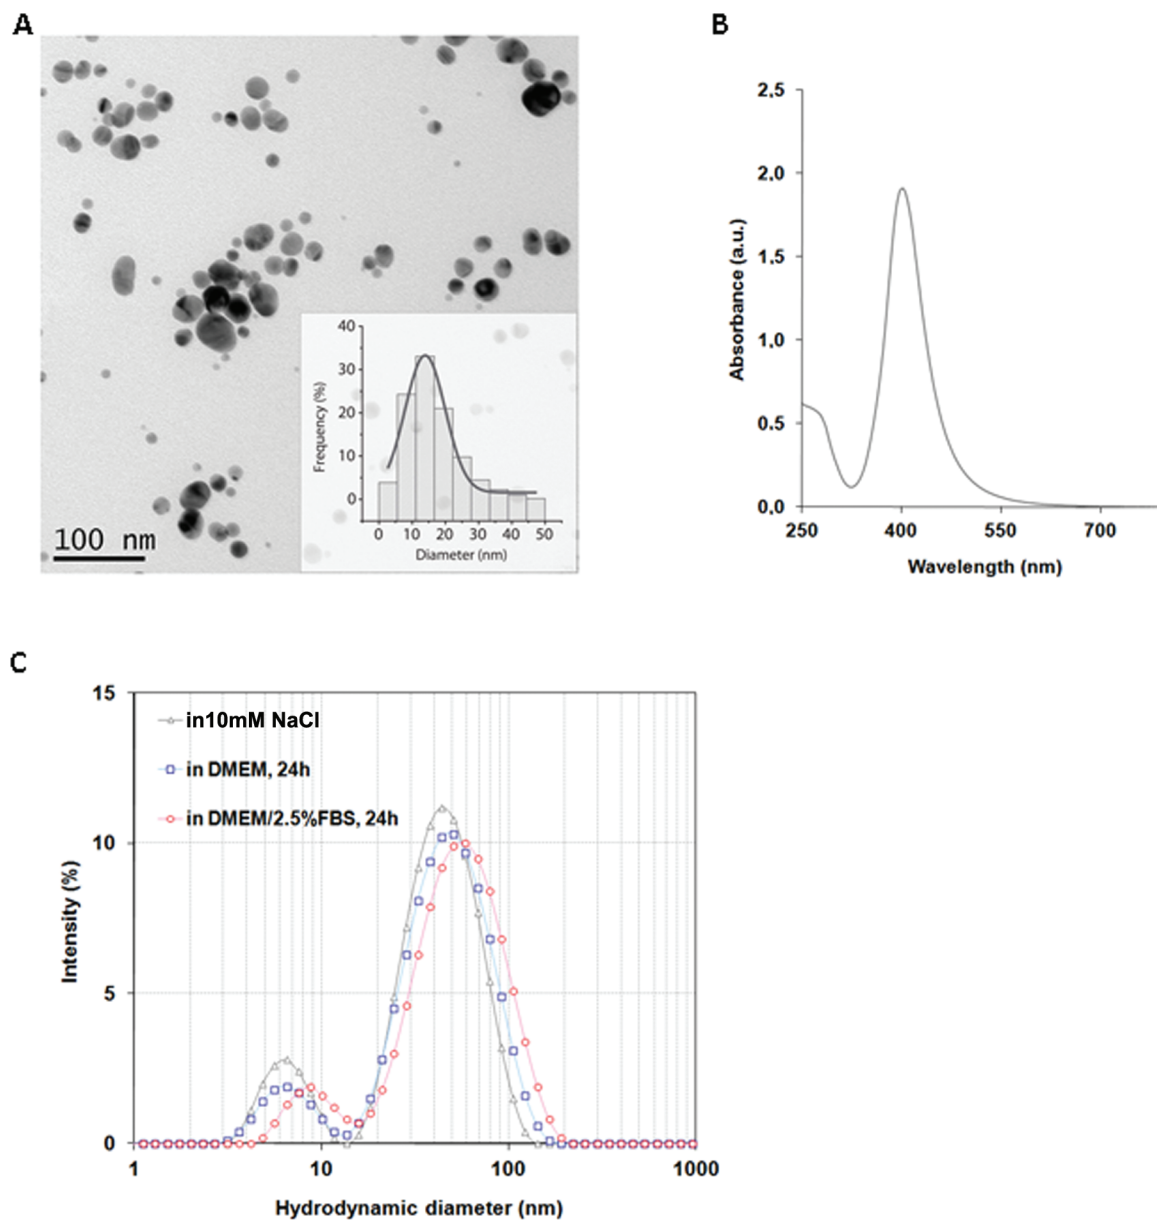 A
B
100 nm
40
30
20
10
0
Frequency (%)
0 10 20 30 40 50
Diameter (nm)
2,5
2,0
1,5
1,0
0,5
0,0
Absorbance (a.u.)
250 400 550 700
Wavelength (nm)
C
15
10
5
0
Intensity (%)
in10mM NaCl
in DMEM, 24h
in DMEM/2.5%FBS, 24h
1 10 100 1000
Hydrodynamic diameter (nm)